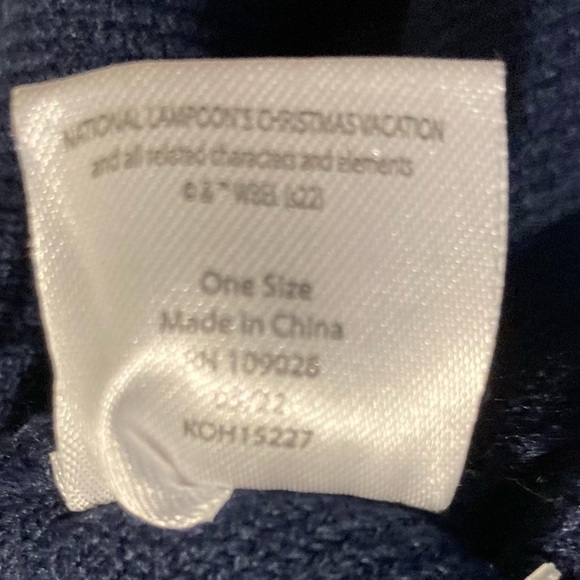 NATIONAL LAMPOON'S CHRISTMAS VACATION
and all related characters and elements
© & ™ WBEI. (s22)
One Size
Made in China
109026
KOH15227